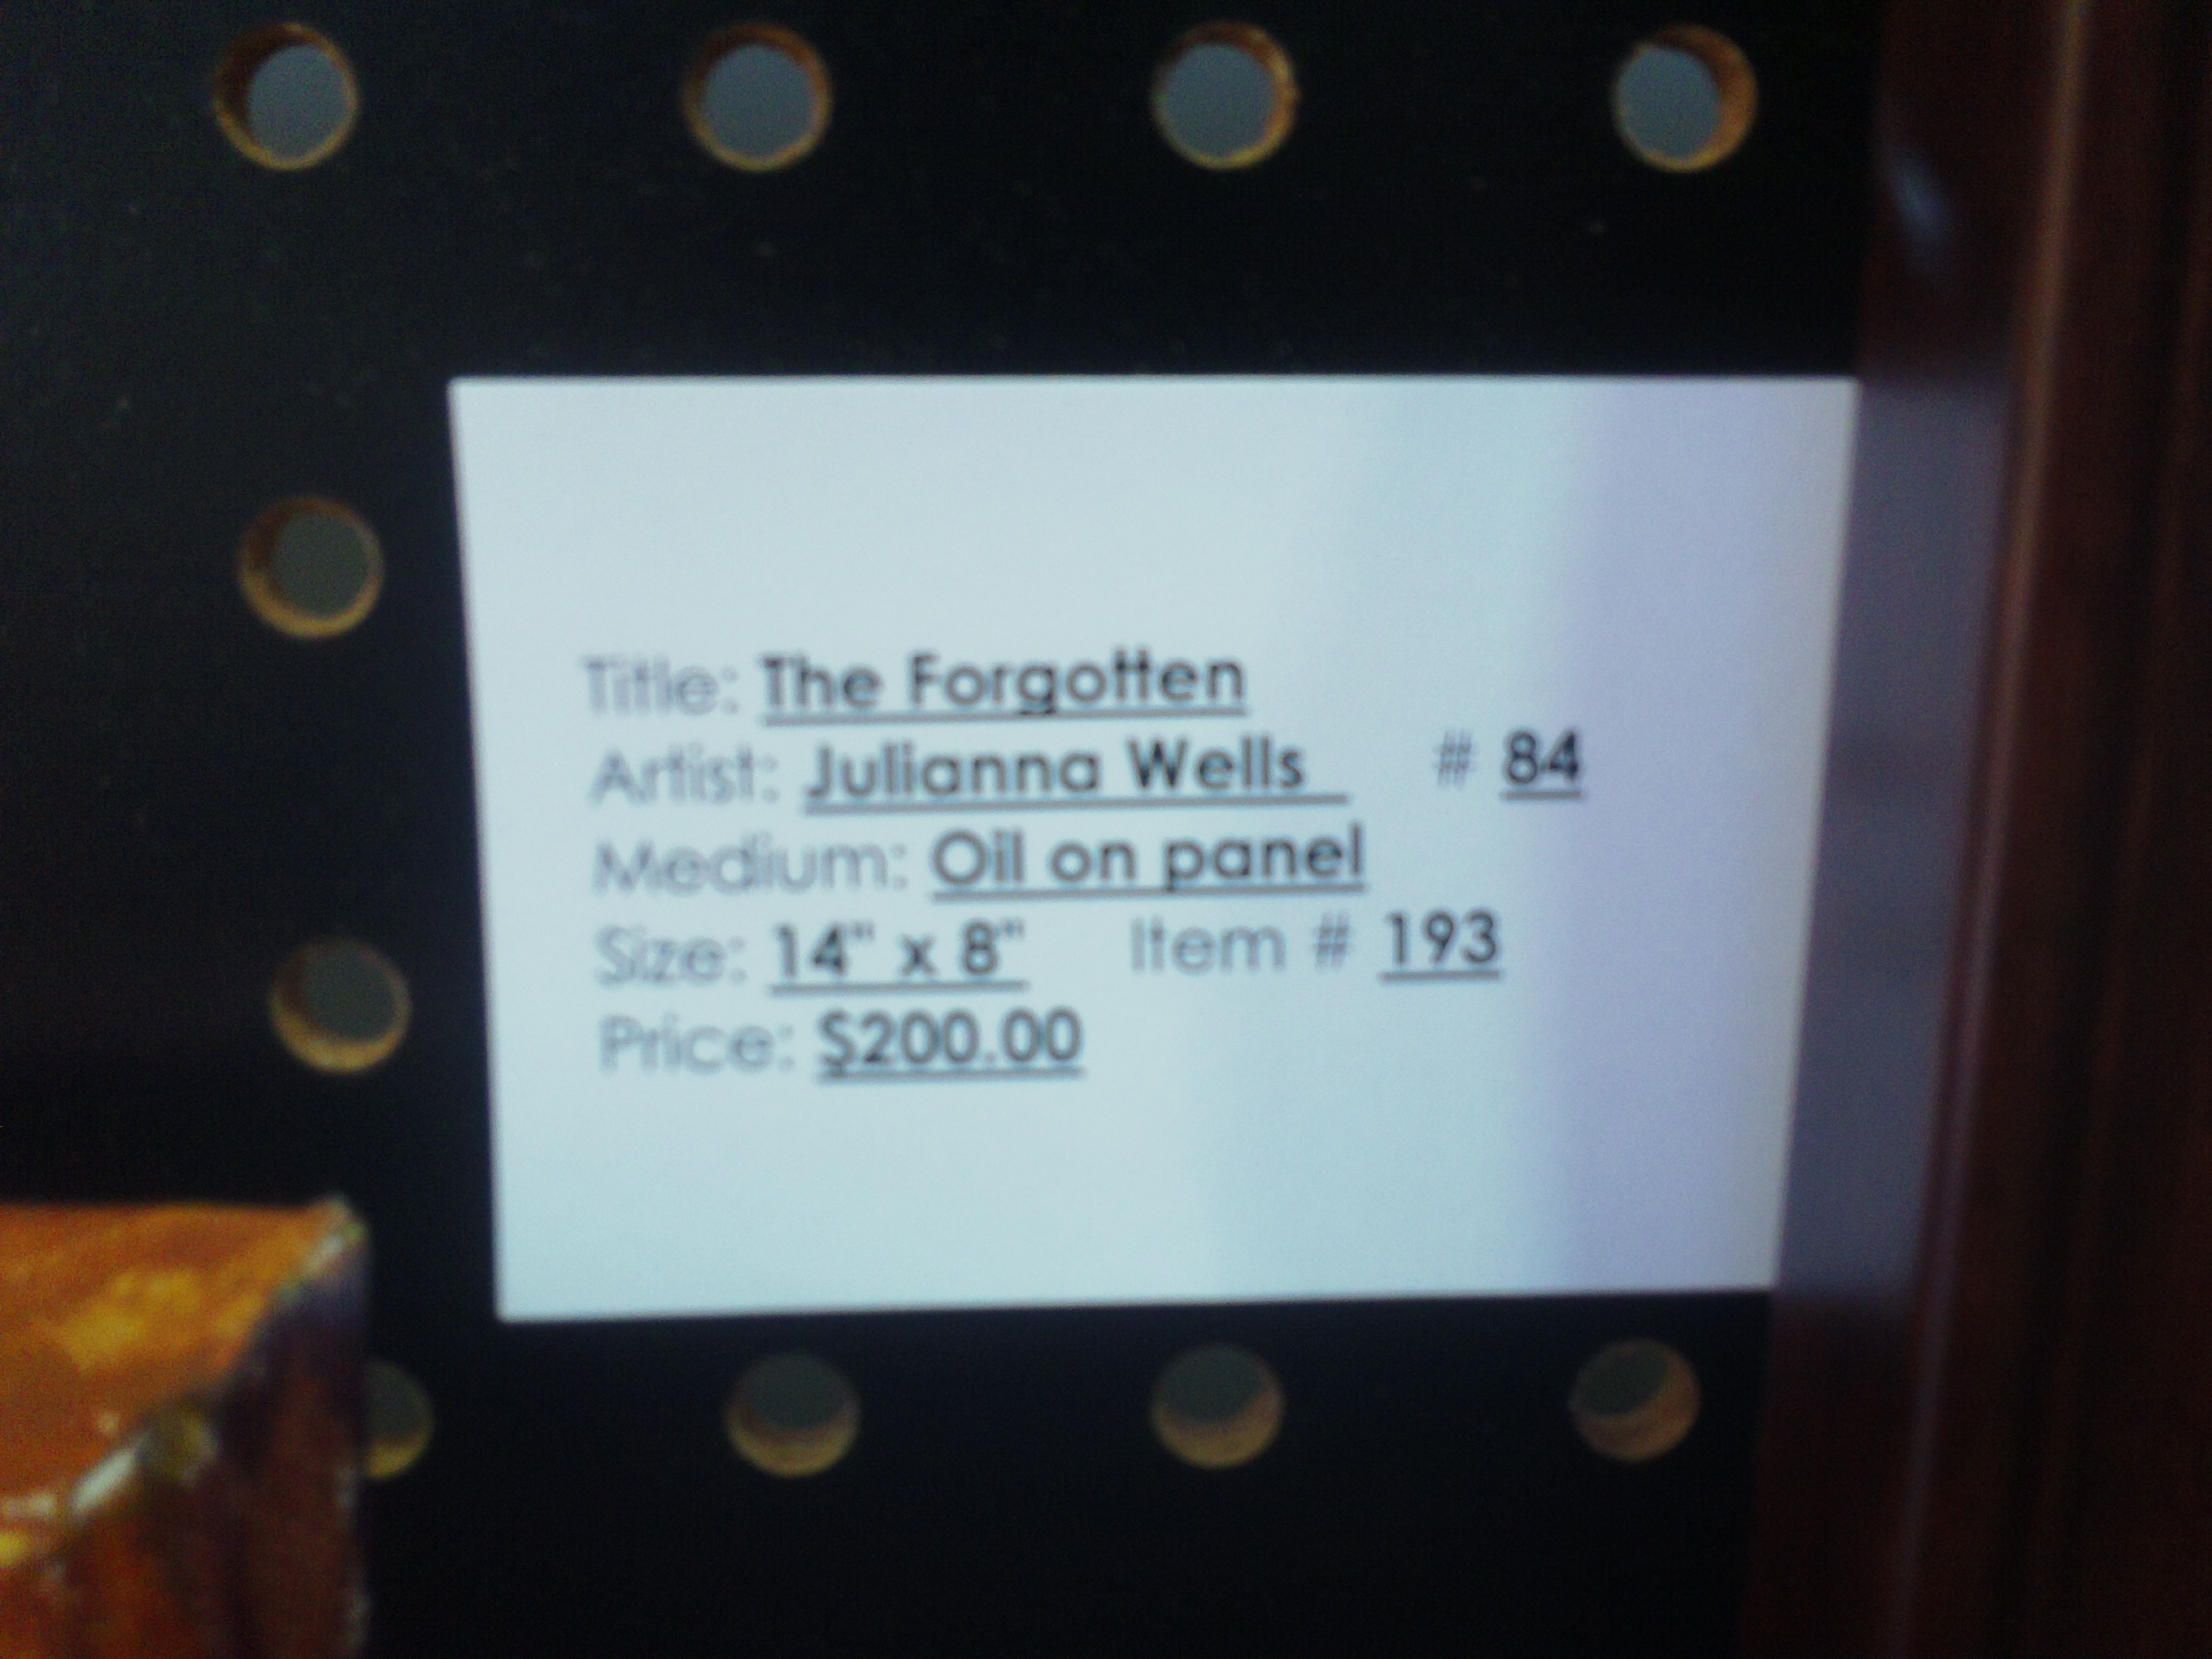 Title: The Forgotten
Artist: Julianna Wells # 84
Medium: Oil on panel
Size: 14" x 8" Item # 193
Price: $200.00